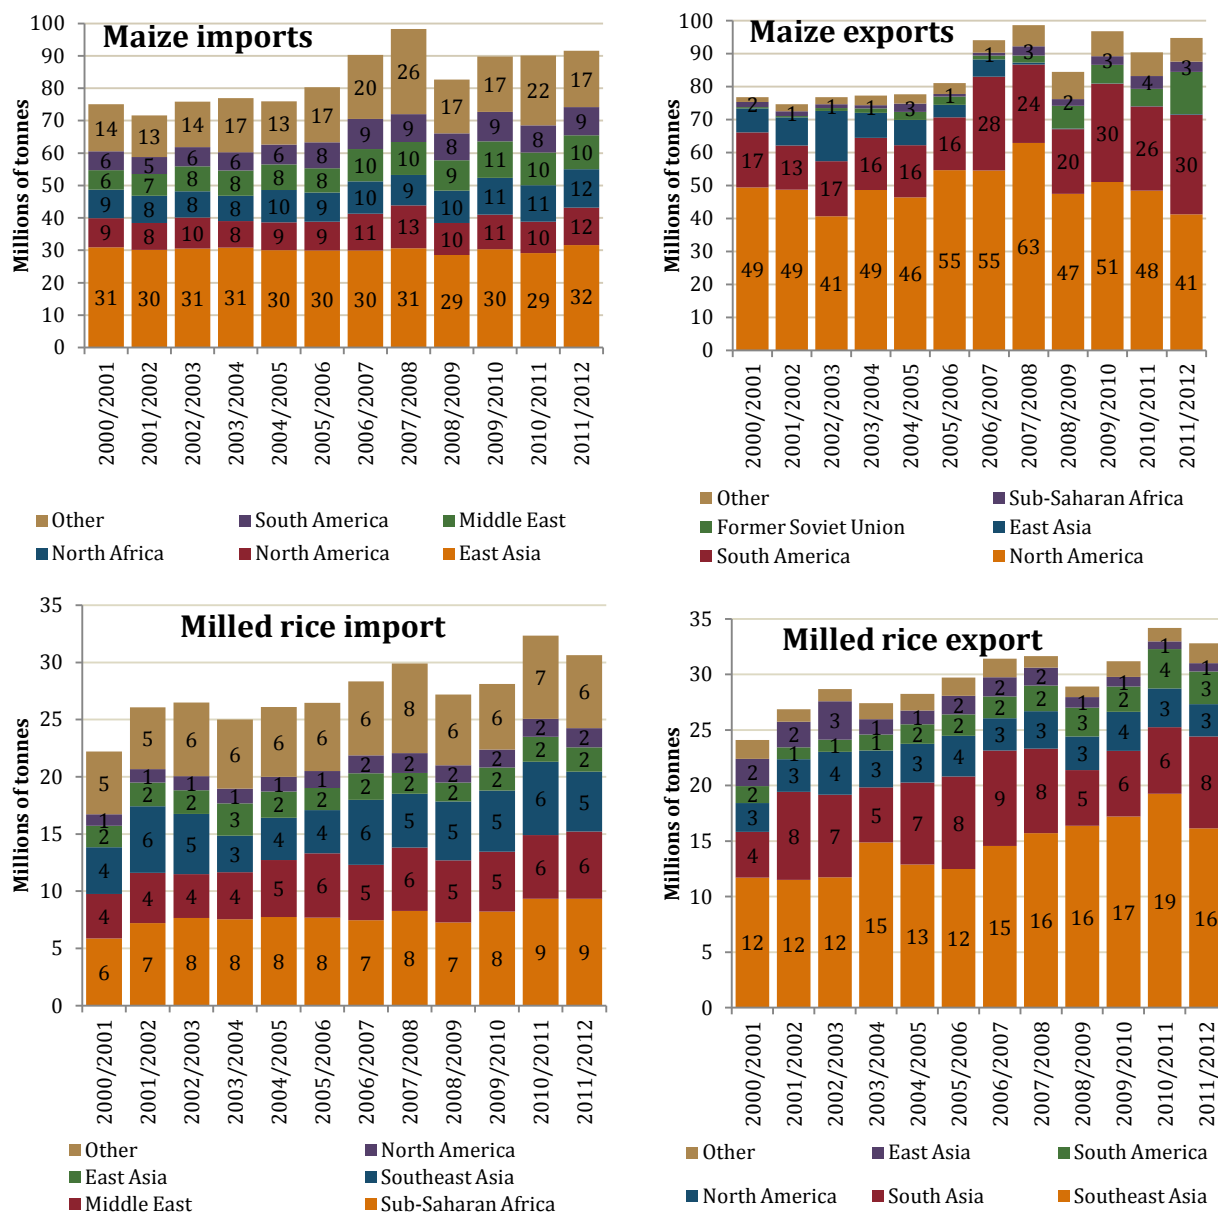 Maize imports
Millions of tonnes
100
90
80
70
60
50
40
30
20
10
0
14 13 14 17 13 17 20 26 17 17 22 17
6 5 6 6 6 8 9 9 8 9 8 9
6 7 8 8 8 8 10 10 9 11 10 10
9 8 8 8 10 9 10 9 10 11 11 12
9 8 10 8 9 9 11 13 10 11 10 12
31 30 31 31 30 30 30 31 29 30 29 32
2000/2001 2001/2002 2002/2003 2003/2004 2004/2005 2005/2006 2006/2007 2007/2008 2008/2009 2009/2010 2010/2011 2011/2012
Other South America Middle East
North Africa North America East Asia
Maize exports
Millions of tonnes
100
90
80
70
60
50
40
30
20
10
0
2 1 1 1 3 1 1 3 2 3 4 3
17 13 17 16 16 16 28 24 20 30 26 30
49 49 41 49 46 55 55 63 47 51 48 41
2000/2001 2001/2002 2002/2003 2003/2004 2004/2005 2005/2006 2006/2007 2007/2008 2008/2009 2009/2010 2010/2011 2011/2012
Other Sub-Saharan Africa
Former Soviet Union East Asia
South America North America
Milled rice import
Millions of tonnes
35
30
25
20
15
10
5
0
5 5 6 6 6 6 6 8 6 6 7 6
1 1 1 1 1 1 2 2 2 2 2 2
2 2 2 3 2 2 2 2 2 2 2 2
4 6 5 3 4 4 6 5 5 5 6 5
4 4 4 4 5 6 5 6 5 5 6 6
6 7 8 8 8 8 7 8 7 8 9 9
2000/2001 2001/2002 2002/2003 2003/2004 2004/2005 2005/2006 2006/2007 2007/2008 2008/2009 2009/2010 2010/2011 2011/2012
Other North America
East Asia Southeast Asia
Middle East Sub-Saharan Africa
Milled rice export
Millions of tonnes
35
30
25
20
15
10
5
0
2 2 3 1 1 2 2 2 1 1 1 1
2 1 1 1 2 2 2 2 3 2 4 3
3 3 4 3 3 4 3 3 3 4 3 3
4 8 7 5 7 8 9 8 5 6 6 8
12 12 12 15 13 12 15 16 16 17 19 16
2000/2001 2001/2002 2002/2003 2003/2004 2004/2005 2005/2006 2006/2007 2007/2008 2008/2009 2009/2010 2010/2011 2011/2012
Other East Asia South America
North America South Asia Southeast Asia